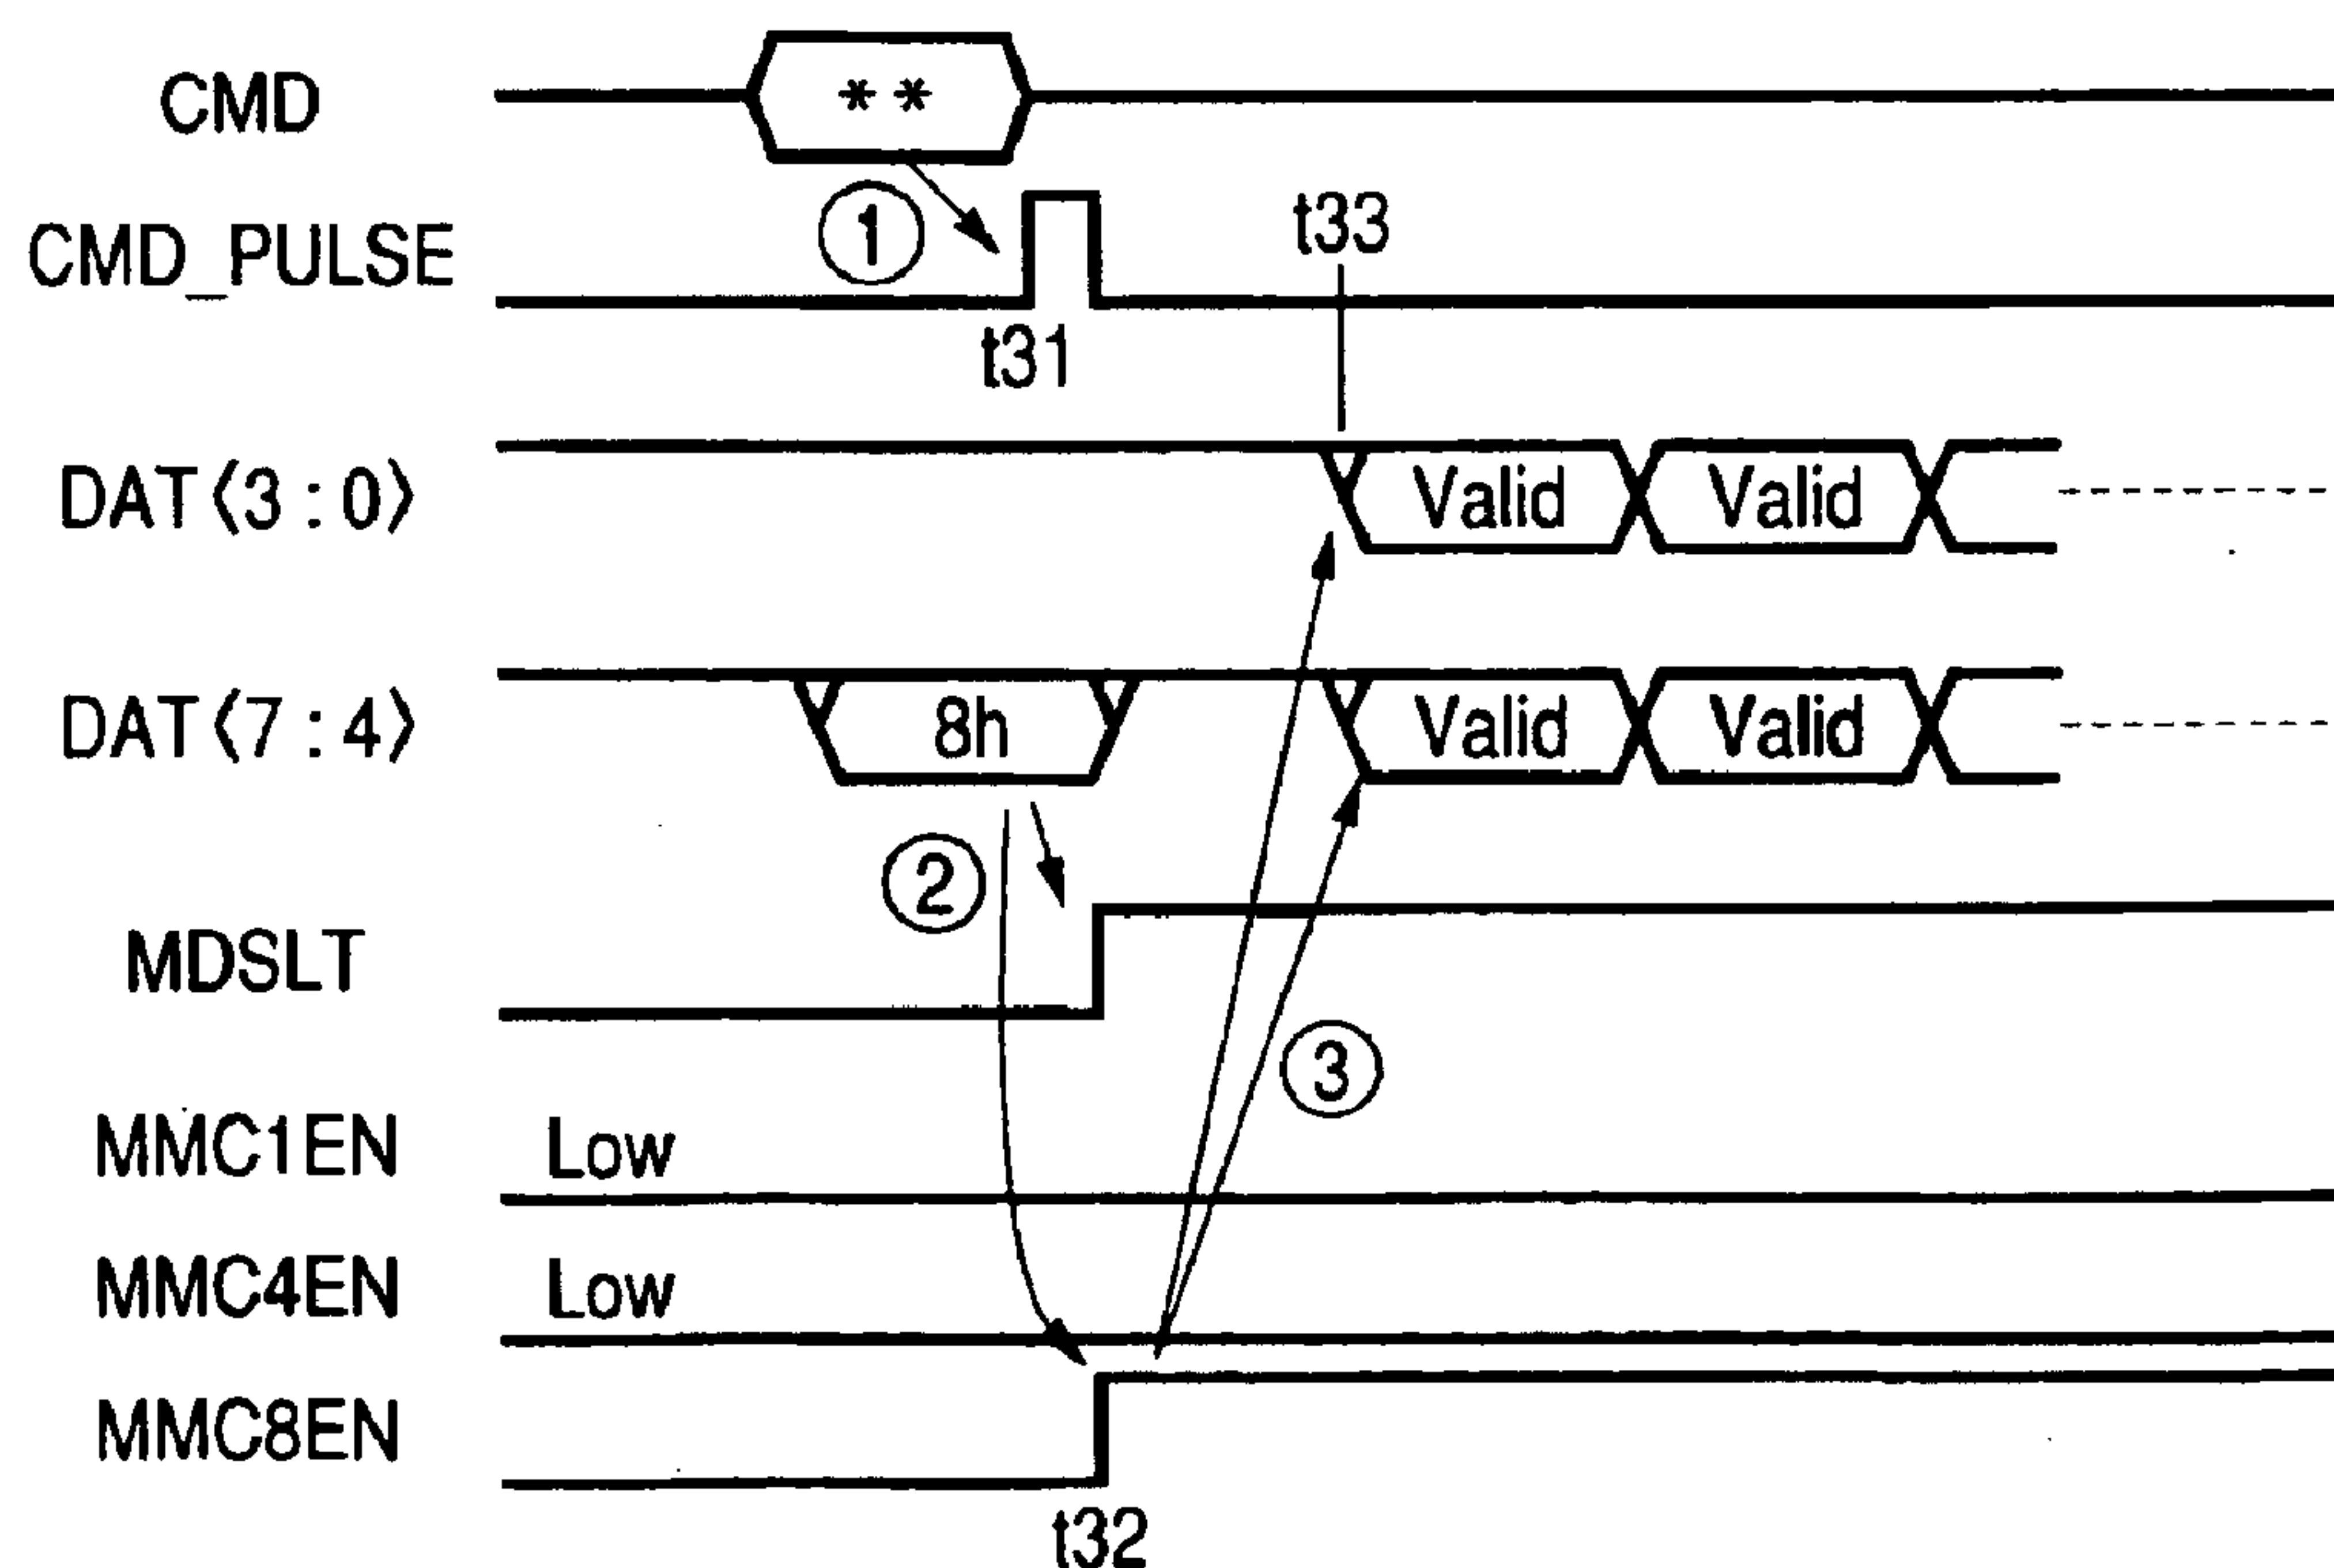 CMD
* *
①
CMD_PULSE
t33
t31
DAT⟨3:0⟩
Valid
Valid
DAT⟨7:4⟩
8h
Valid
Valid
②
MDSLT
③
MMC1EN
Low
MMC4EN
Low
MMC8EN
t32